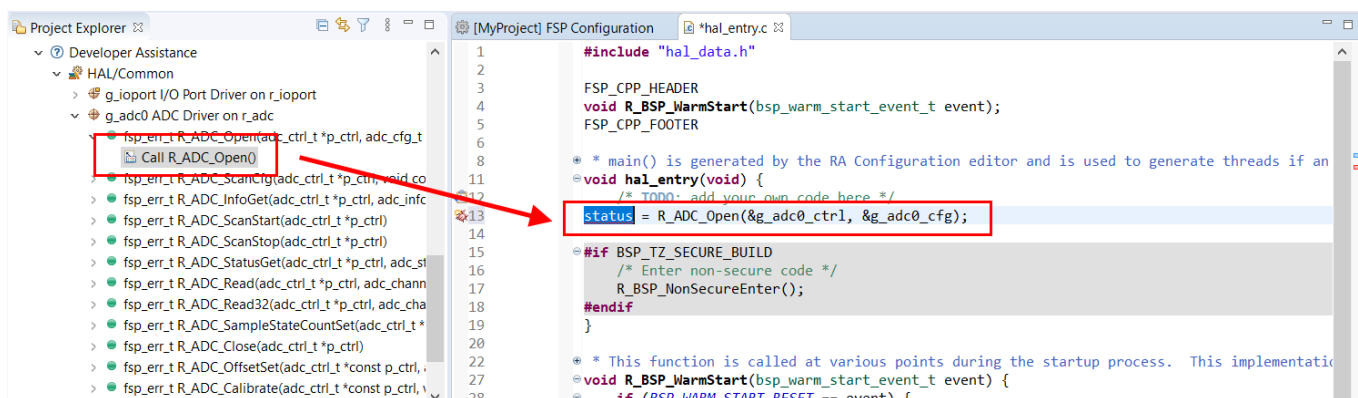 Project Explorer
Developer Assistance
HAL/Common
g_ioport I/O Port Driver on r_ioport
g_adc0 ADC Driver on r_adc
fsp_err_t R_ADC_Open(adc_ctrl_t *p_ctrl, adc_cfg_t
Call R_ADC_Open()
fsp_err_t R_ADC_ScanCfg(adc_ctrl_t *p_ctrl, void co
fsp_err_t R_ADC_InfoGet(adc_ctrl_t *p_ctrl, adc_infc
fsp_err_t R_ADC_ScanStart(adc_ctrl_t *p_ctrl)
fsp_err_t R_ADC_ScanStop(adc_ctrl_t *p_ctrl)
fsp_err_t R_ADC_StatusGet(adc_ctrl_t *p_ctrl, adc_st
fsp_err_t R_ADC_Read(adc_ctrl_t *p_ctrl, adc_chann
fsp_err_t R_ADC_Read32(adc_ctrl_t *p_ctrl, adc_cha
fsp_err_t R_ADC_SampleStateCountSet(adc_ctrl_t *
fsp_err_t R_ADC_Close(adc_ctrl_t *p_ctrl)
fsp_err_t R_ADC_OffsetSet(adc_ctrl_t *const p_ctrl,
fsp_err_t R_ADC_Calibrate(adc_ctrl_t *const p_ctrl,
[MyProject] FSP Configuration
*hal_entry.c
1 #include "hal_data.h"
2
3 FSP_CPP_HEADER
4 void R_BSP_WarmStart(bsp_warm_start_event_t event);
5 FSP_CPP_FOOTER
6
8 * main() is generated by the RA Configuration editor and is used to generate threads if an
11 void hal_entry(void) {
12 /* TODO: add your own code here */
13 status = R_ADC_Open(&g_adc0_ctrl, &g_adc0_cfg);
14
15 #if BSP_TZ_SECURE_BUILD
16 /* Enter non-secure code */
17 R_BSP_NonSecureEnter();
18 #endif
19 }
20
22 * This function is called at various points during the startup process. This implementatio
27 void R_BSP_WarmStart(bsp_warm_start_event_t event) {
28 if (BSP_WARM_START_RESET == event) {